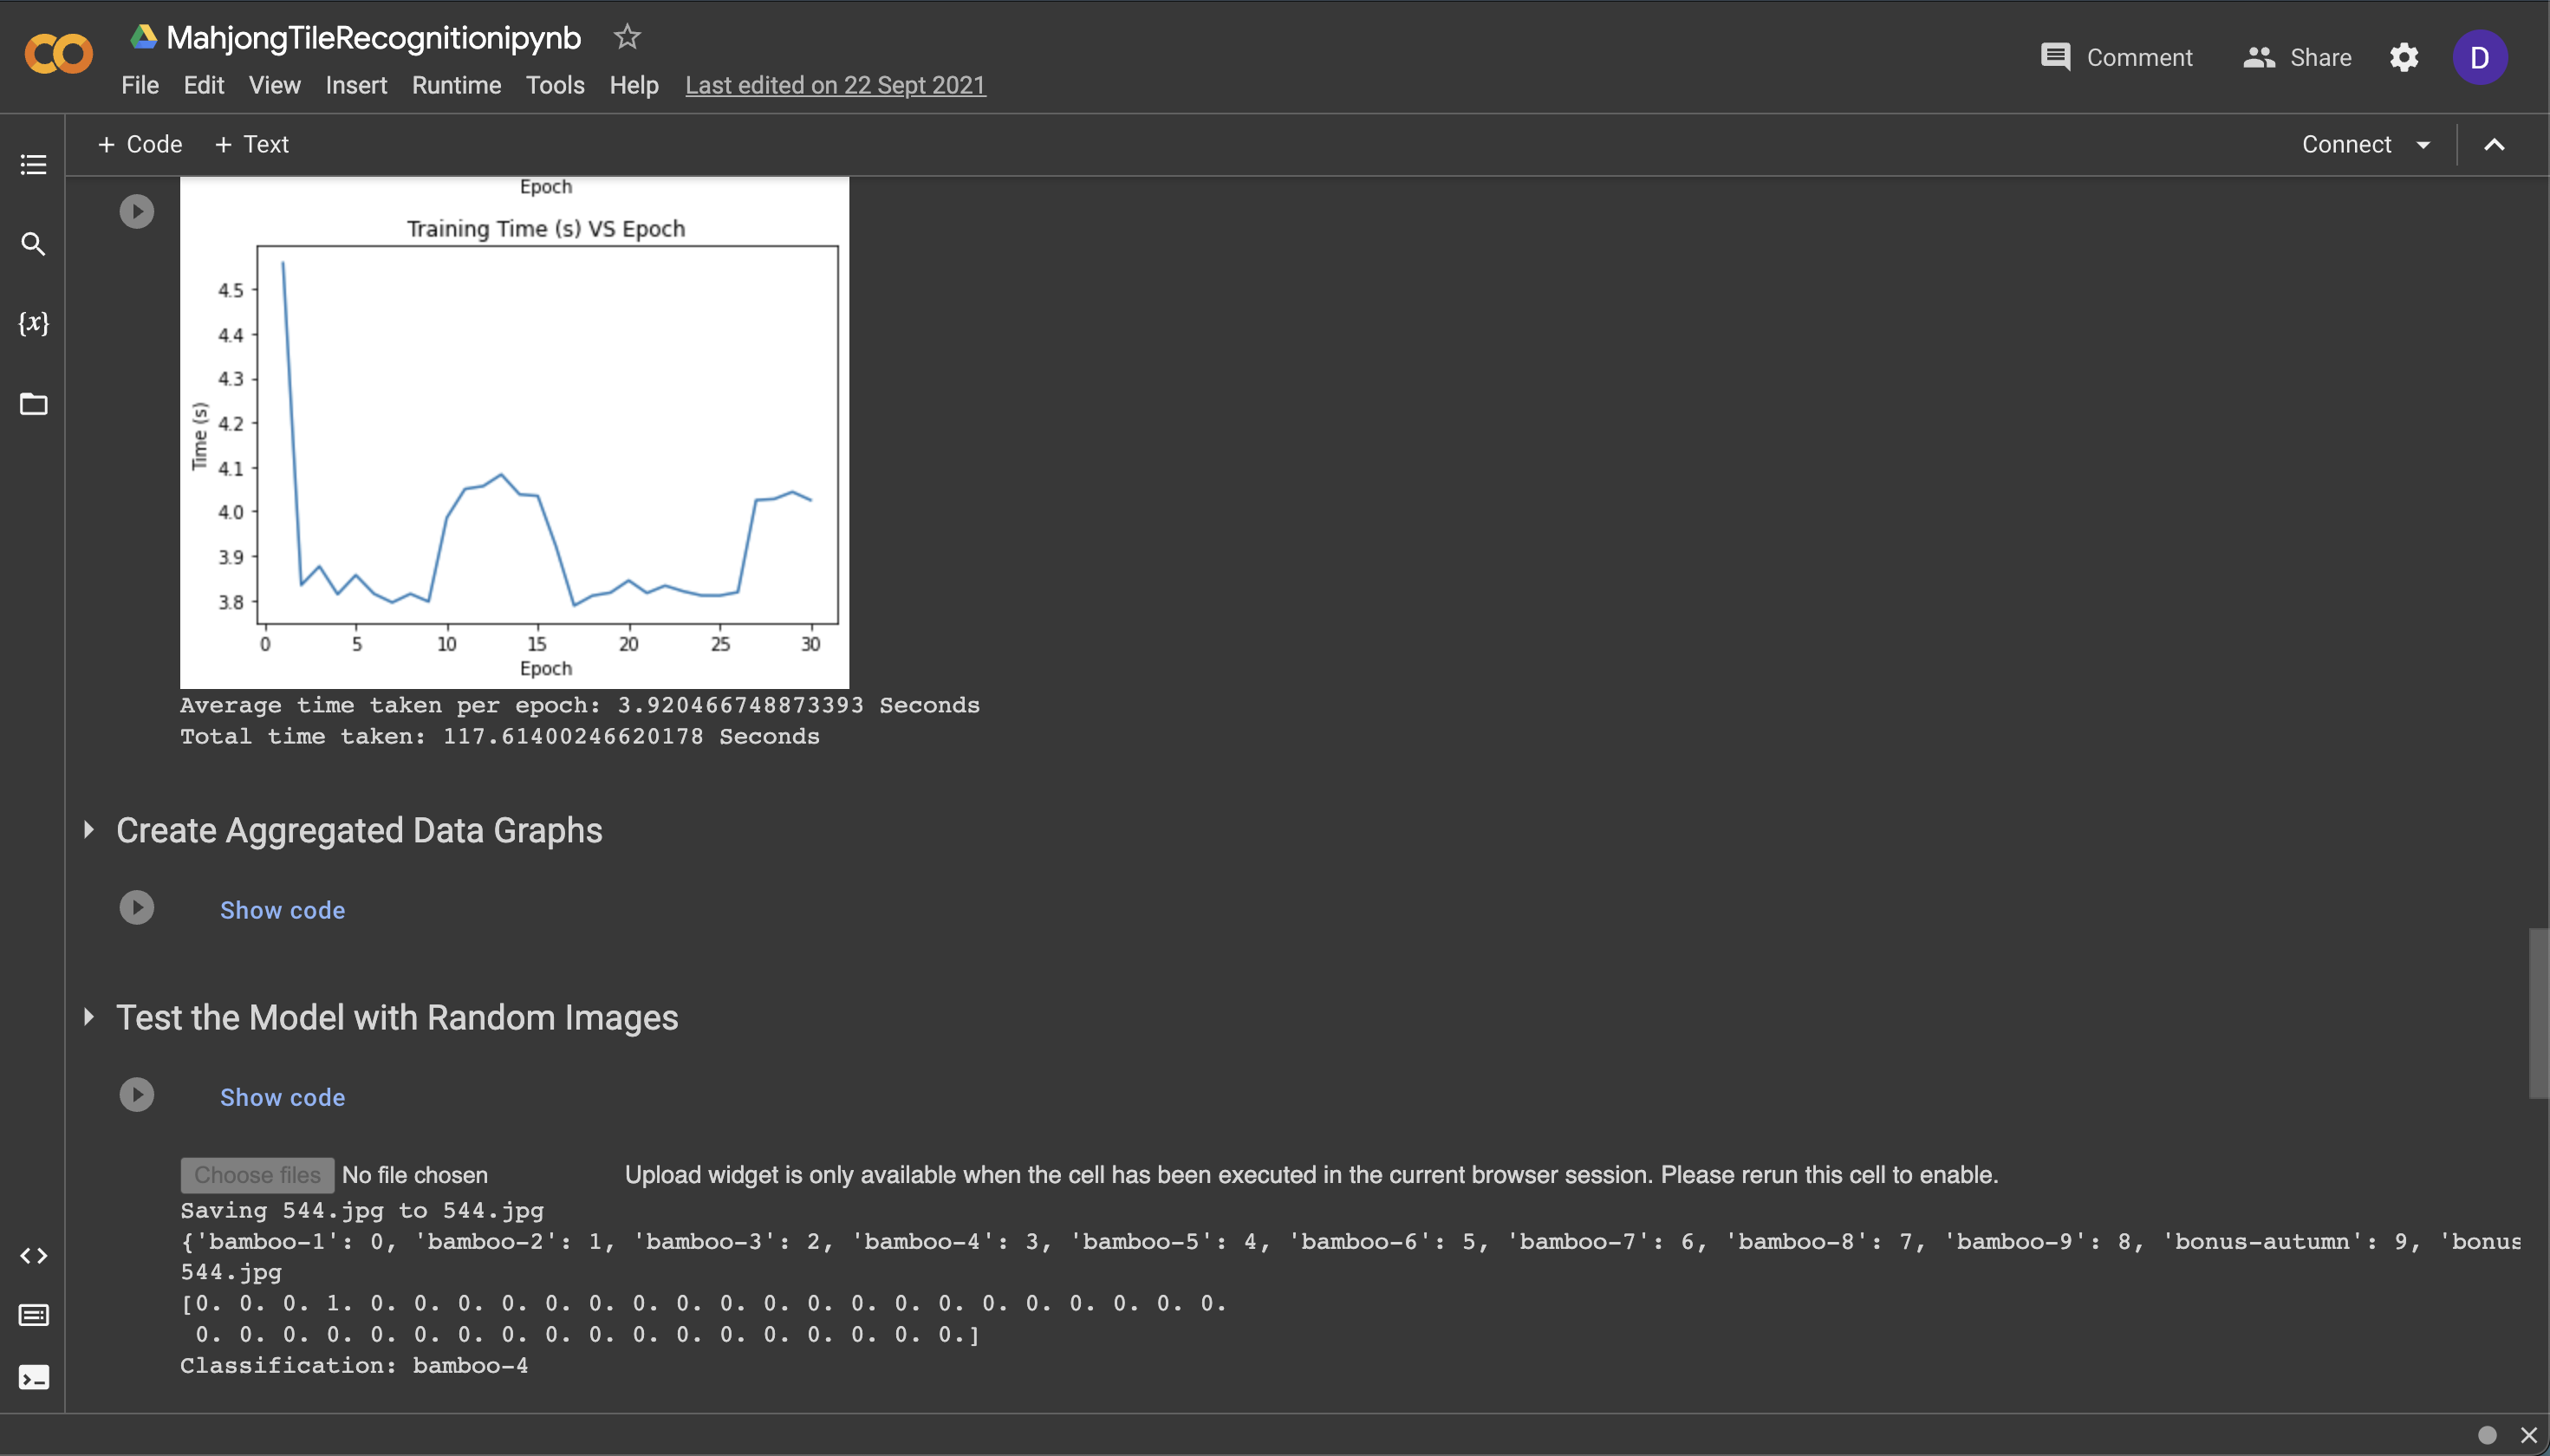 MahjongTileRecognitionipynb
Comment
Share
D
File Edit View Insert Runtime Tools Help Last edited on 22 Sept 2021
+ Code + Text
Connect
{x}
Epoch
Training Time (s) VS Epoch
4.5
4.4
4.3
4.2
4.1
4.0
3.9
3.8
Time (s)
0 5 10 15 20 25 30
Epoch
Average time taken per epoch: 3.920466748873393 Seconds
Total time taken: 117.61400246620178 Seconds
Create Aggregated Data Graphs
Show code
Test the Model with Random Images
Show code
Choose files No file chosen Upload widget is only available when the cell has been executed in the current browser session. Please rerun this cell to enable.
Saving 544.jpg to 544.jpg
{'bamboo-1': 0, 'bamboo-2': 1, 'bamboo-3': 2, 'bamboo-4': 3, 'bamboo-5': 4, 'bamboo-6': 5, 'bamboo-7': 6, 'bamboo-8': 7, 'bamboo-9': 8, 'bonus-autumn': 9, 'bonus
544.jpg
[0. 0. 0. 1. 0. 0. 0. 0. 0. 0. 0. 0. 0. 0. 0. 0. 0. 0. 0. 0. 0. 0. 0. 0.
0. 0. 0. 0. 0. 0. 0. 0. 0. 0. 0. 0. 0. 0. 0. 0. 0. 0.]
Classification: bamboo-4